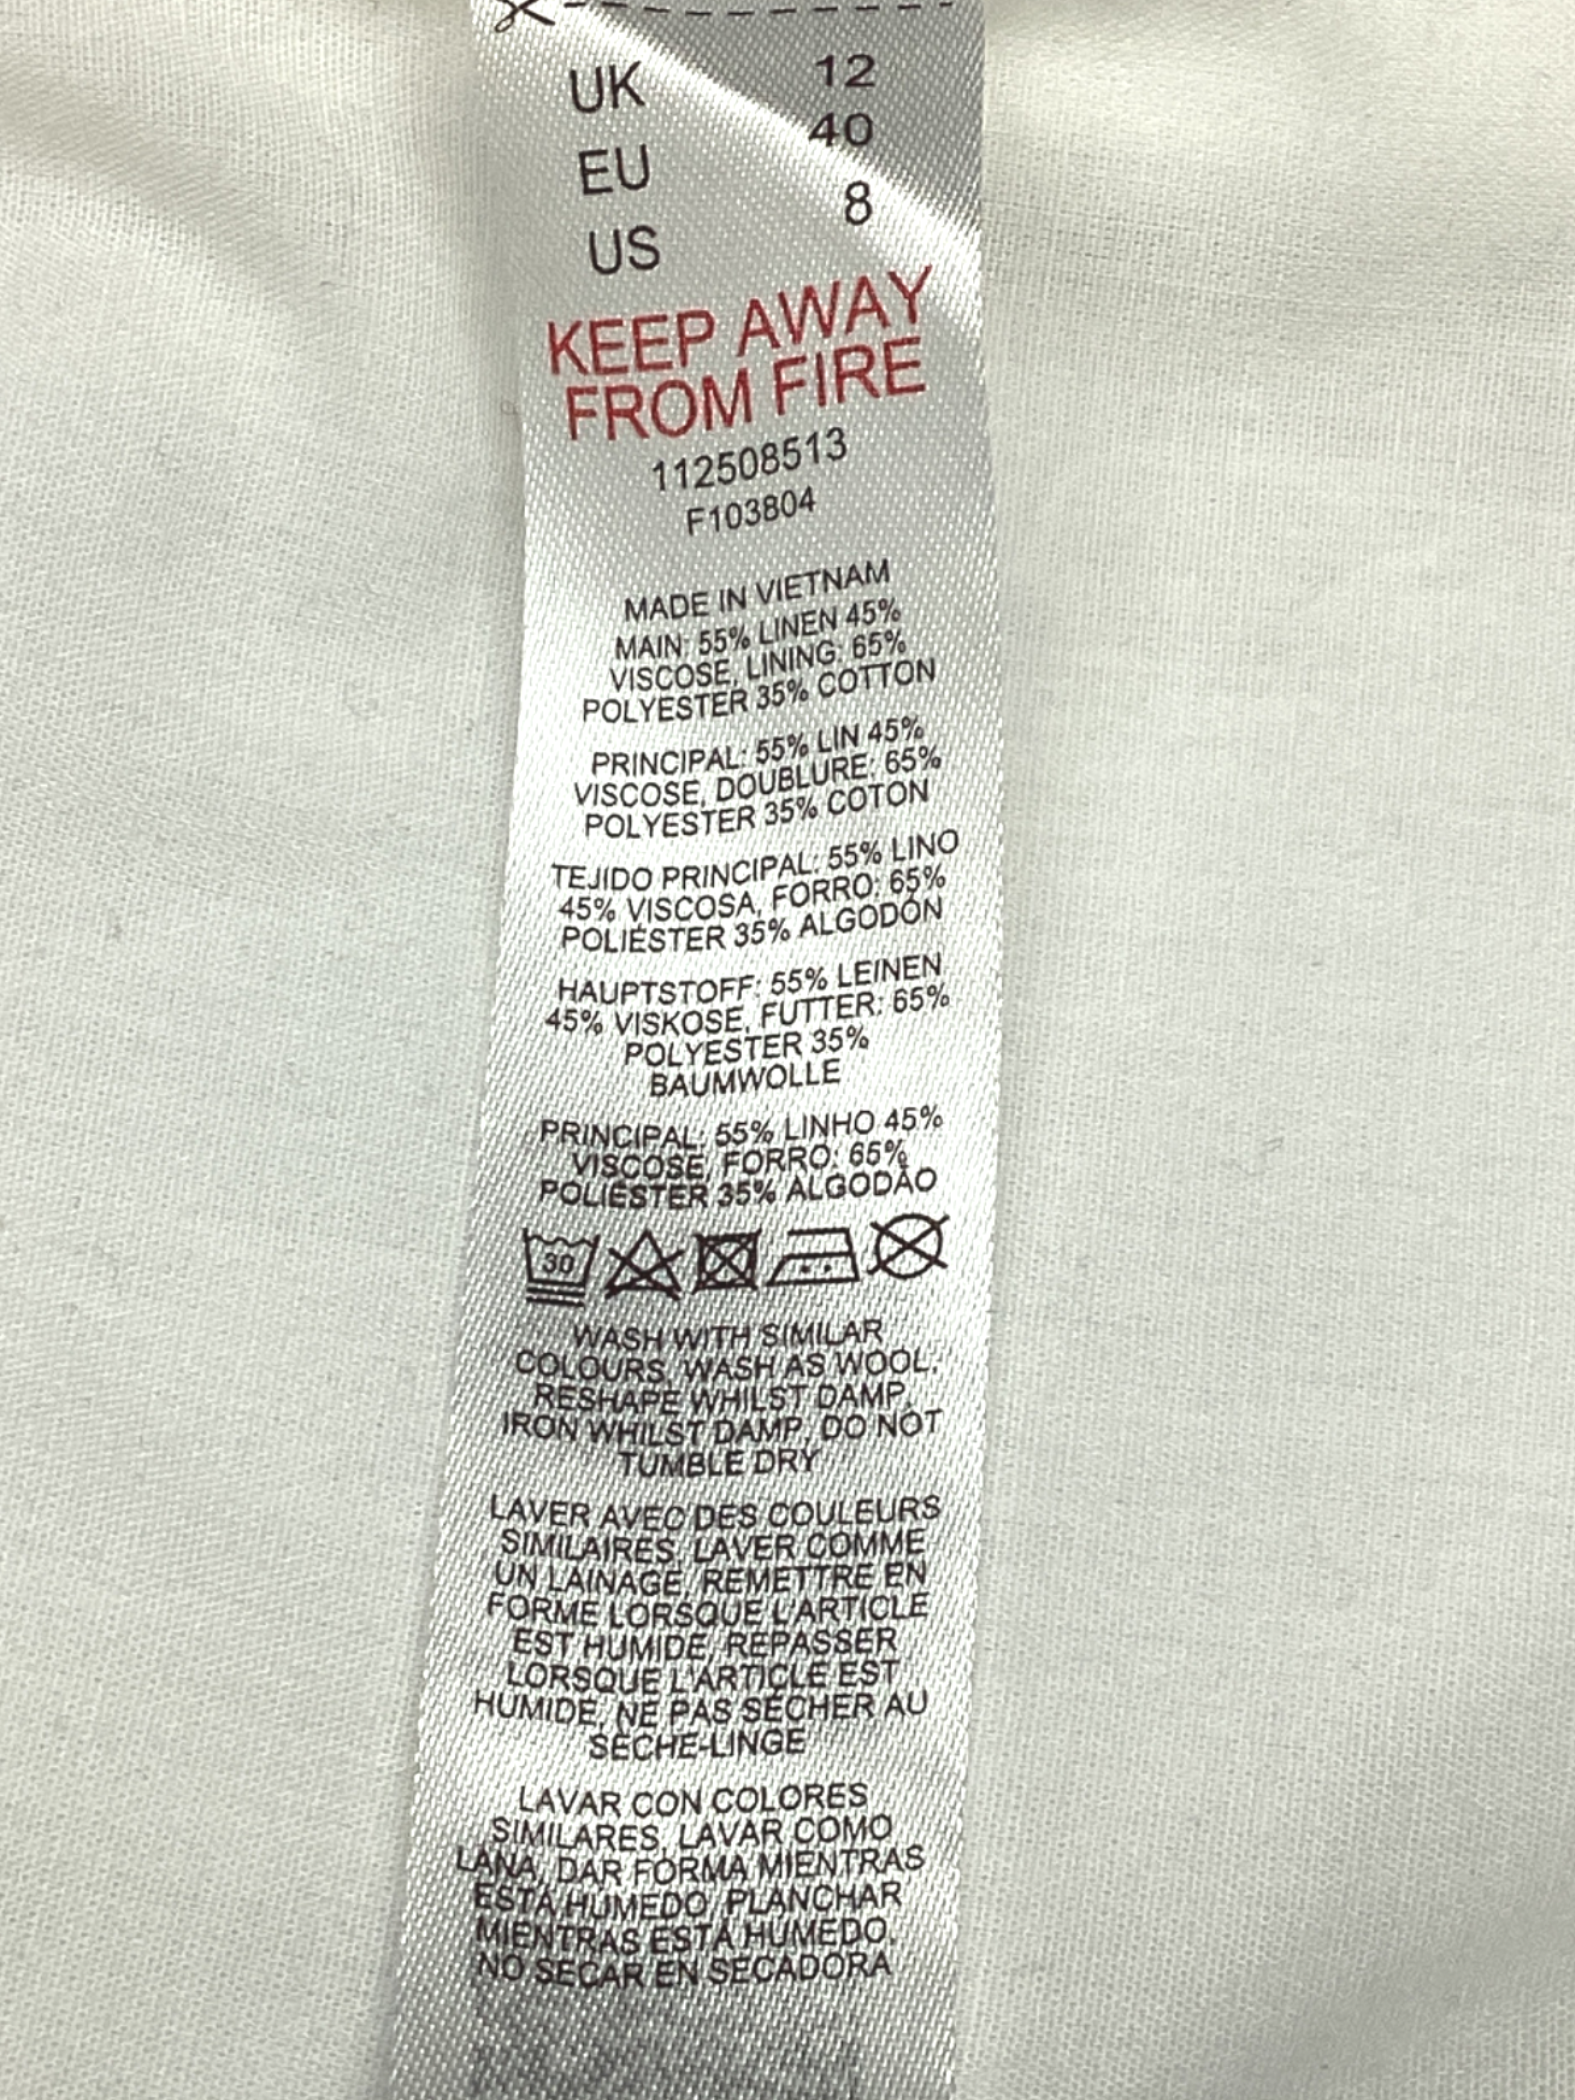 UK 12
EU 40
US 8
KEEP AWAY
FROM FIRE
112508513
F103804
MADE IN VIETNAM
MAIN: 55% LINEN 45%
VISCOSE, LINING: 65%
POLYESTER 35% COTTON
PRINCIPAL: 55% LIN 45%
VISCOSE, DOUBLURE: 65%
POLYESTER 35% COTON
TEJIDO PRINCIPAL: 55% LINO
45% VISCOSA, FORRO: 65%
POLIÉSTER 35% ALGODÓN
HAUPTSTOFF: 55% LEINEN
45% VISKOSE, FUTTER: 65%
POLYESTER 35%
BAUMWOLLE
PRINCIPAL: 55% LINHO 45%
VISCOSE, FORRO: 65%
POLIÉSTER 35% ALGODÃO
30
WASH WITH SIMILAR
COLOURS, WASH AS WOOL,
RESHAPE WHILST DAMP,
IRON WHILST DAMP, DO NOT
TUMBLE DRY
LAVER AVEC DES COULEURS
SIMILAIRES, LAVER COMME
UN LAINAGE, REMETTRE EN
FORME LORSQUE L'ARTICLE
EST HUMIDE, REPASSER
LORSQUE L'ARTICLE EST
HUMIDE, NE PAS SÉCHER AU
SÈCHE-LINGE
LAVAR CON COLORES
SIMILARES, LAVAR COMO
LANA, DAR FORMA MIENTRAS
ESTÁ HÚMEDO, PLANCHAR
MIENTRAS ESTÁ HÚMEDO,
NO SECAR EN SECADORA